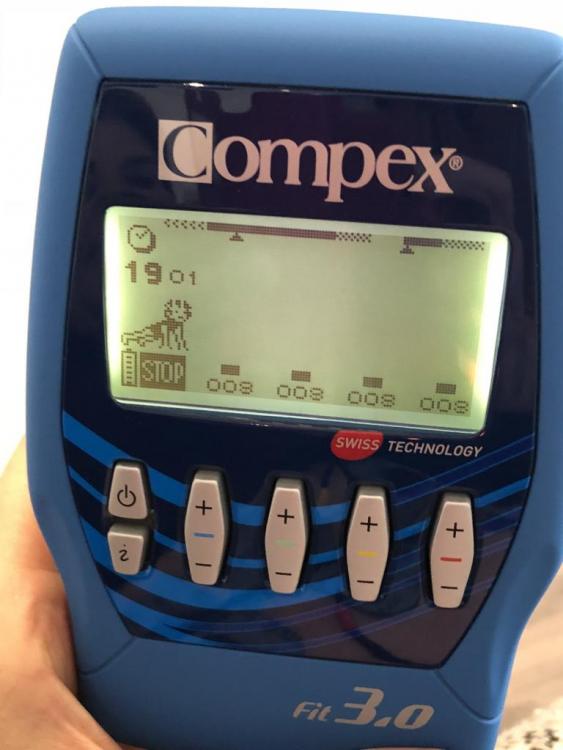 Compex®
19 01
STOP
008 008 008 008
SWISS TECHNOLOGY
i
+ + + +
- - - -
Fit 3.0